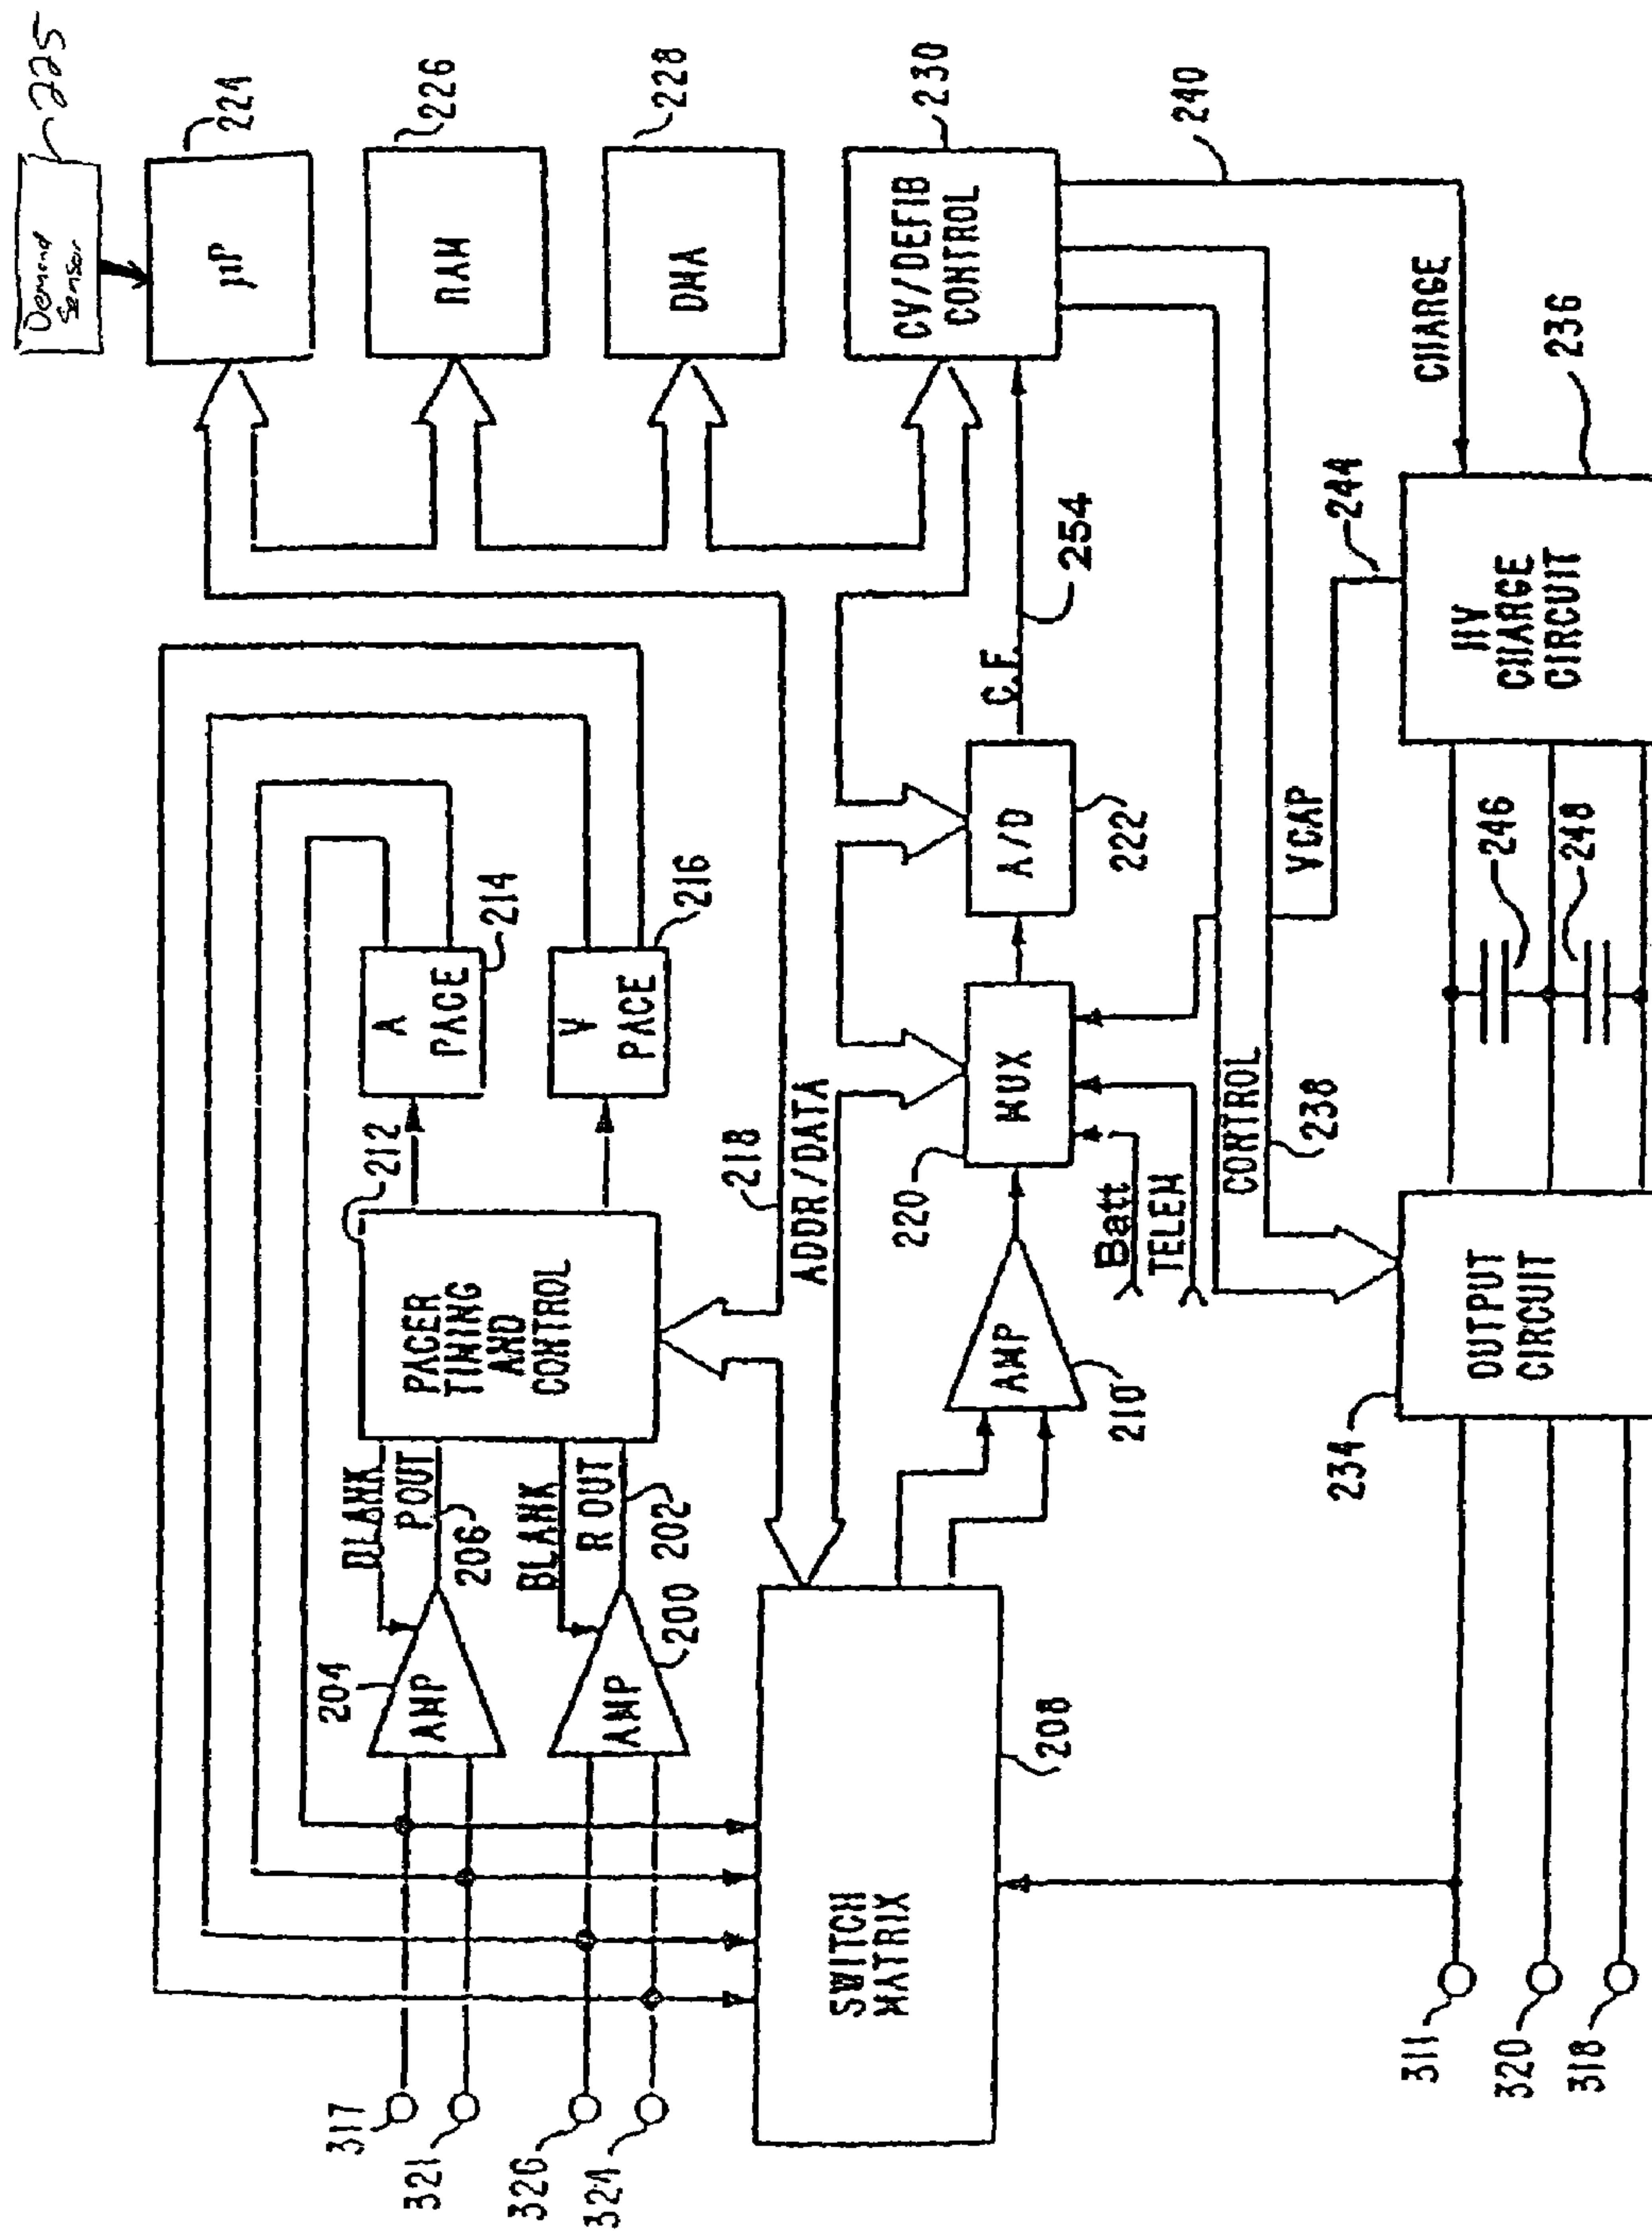 317
321
326
324
204
AMP
BLANK
P OUT
206
AMP
200
BLANK
R OUT
202
PACER
TIMING
AND
CONTROL
212
A
PACE
214
V
PACE
216
SWITCH
MATRIX
208
218
ADDR/DATA
AMP
210
MUX
220
Batt
TELEM
A/D
222
C.F.
254
Demand
Sensor
225
µP
224
RAM
226
DMA
228
CV/DEFIB
CONTROL
230
240
CONTROL
238
VCAP
244
CHARGE
HV
CHARGE
CIRCUIT
236
246
248
OUTPUT
CIRCUIT
234
311
320
318